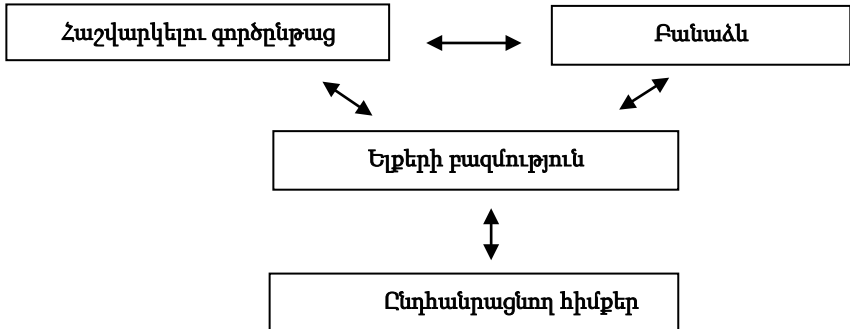 Հաշվարկելու գործընթաց
Բանաձև
Ելքերի բազմություն
Ընդհանրացնող հիմքեր